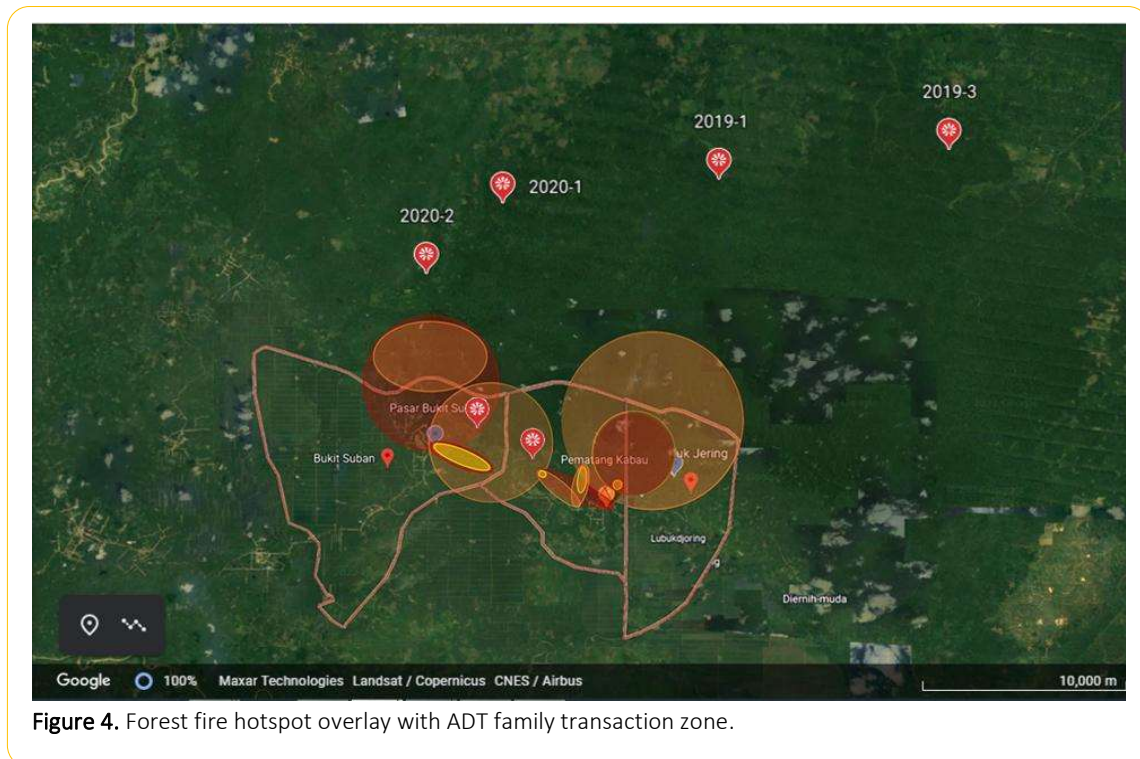 2019-3
2019-1
2020-1
2020-2
Pasar Bukit Su
Bukit Suban
Pematang Kabau
uk Jering
Lubukdjoring
g
Diernih-muda
Google 100% Maxar Technologies Landsat / Copernicus CNES / Airbus 10,000 m
Figure 4. Forest fire hotspot overlay with ADT family transaction zone.